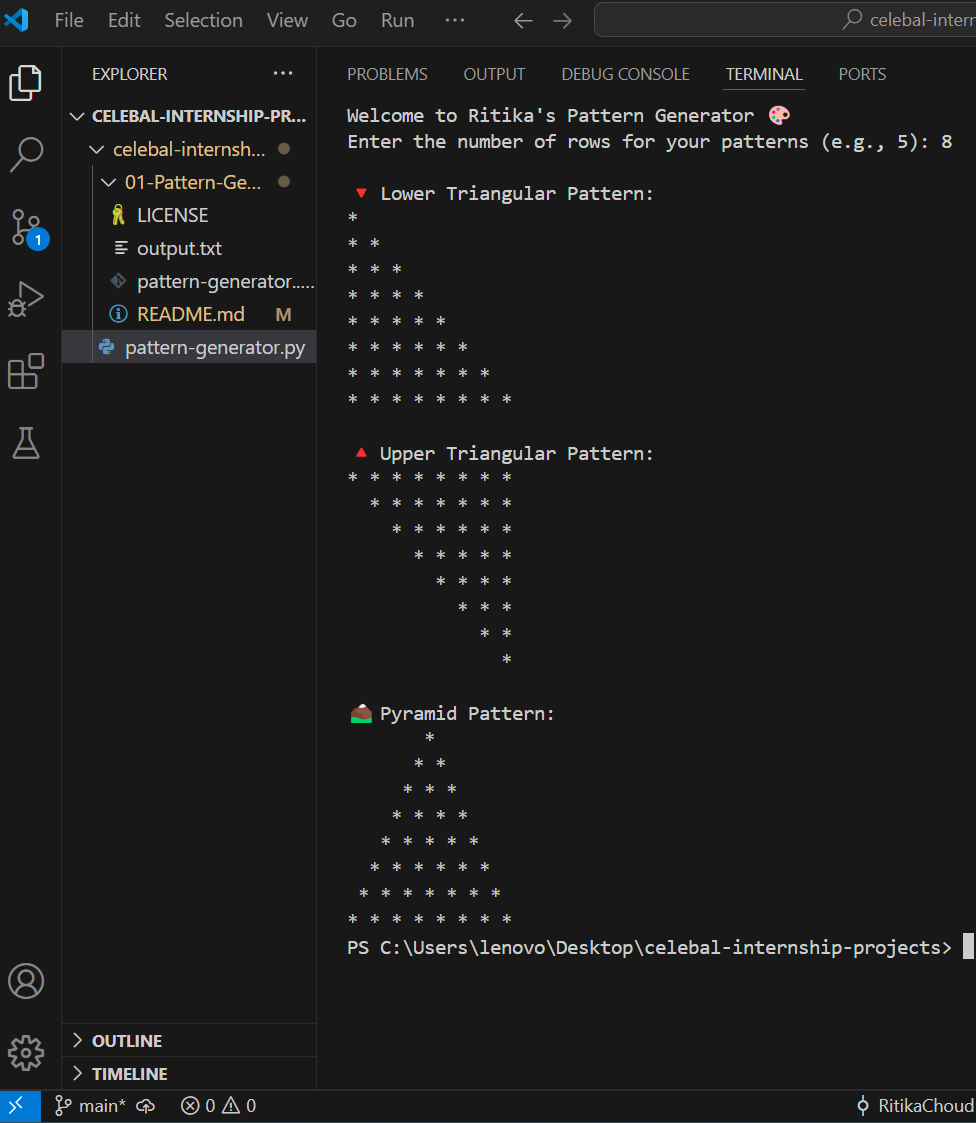 File Edit Selection View Go Run ··· ← → celebal-intern
EXPLORER ···
CELEBAL-INTERNSHIP-PR...
celebal-internsh...
01-Pattern-Ge...
LICENSE
output.txt
pattern-generator.....
README.md M
pattern-generator.py
OUTLINE
TIMELINE
PROBLEMS OUTPUT DEBUG CONSOLE TERMINAL PORTS
Welcome to Ritika's Pattern Generator 🎨
Enter the number of rows for your patterns (e.g., 5): 8
🔻 Lower Triangular Pattern:
*
* *
* * *
* * * *
* * * * *
* * * * * *
* * * * * * *
* * * * * * * *
🔺 Upper Triangular Pattern:
* * * * * * * *
  * * * * * * *
    * * * * * *
      * * * * *
        * * * *
          * * *
            * *
              *
🏔️ Pyramid Pattern:
       *
      * *
     * * *
    * * * *
   * * * * *
  * * * * * *
 * * * * * * *
* * * * * * * *
PS C:\Users\lenovo\Desktop\celebal-internship-projects>
1
main* 0 0 RitikaChoud